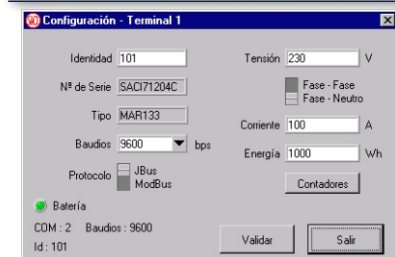 Configuración - Terminal 1
Identidad 101
Nº de Serie SACI71204C
Tipo MAR133
Baudios 9600 bps
Protocolo JBus
ModBus
Batería
COM : 2 Baudios : 9600
Id : 101
Tensión 230 V
Fase - Fase
Fase - Neutro
Corriente 100 A
Energía 1000 Wh
Contadores
Validar
Salir